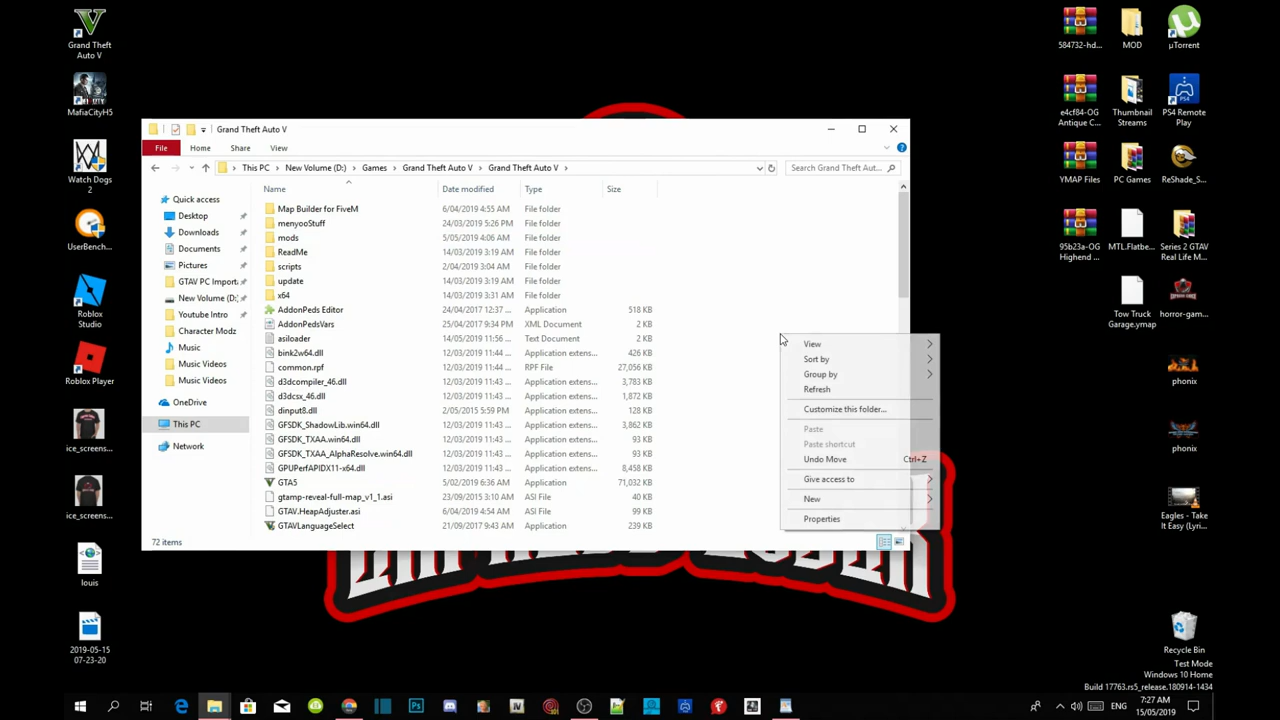 Grand Theft
Auto V
MafiaCityH5
Watch Dogs
2
UserBench...
Roblox
Studio
Roblox Player
ice_screens...
ice_screens...
louis
2019-05-15
07-23-20
Grand Theft Auto V
File Home Share View
This PC New Volume (D:) Games Grand Theft Auto V Grand Theft Auto V
Search Grand Theft Aut...
Quick access
Desktop
Downloads
Documents
Pictures
GTAV PC Import
New Volume (D:
Youtube Intro
Character Modz
Music
Music Videos
Music Videos
OneDrive
This PC
Network
Name Date modified Type Size
Map Builder for FiveM 6/04/2019 4:55 AM File folder
menyooStuff 24/03/2019 5:26 PM File folder
mods 5/05/2019 4:06 AM File folder
ReadMe 14/03/2019 3:19 AM File folder
scripts 2/04/2019 3:04 AM File folder
update 14/03/2019 3:19 AM File folder
x64 14/03/2019 3:31 AM File folder
AddonPeds Editor 24/04/2017 12:37 ... Application 518 KB
AddonPedsVars 25/04/2017 9:34 PM XML Document 2 KB
asiloader 14/05/2019 11:56 ... Text Document 2 KB
bink2w64.dll 12/03/2019 11:44 ... Application extens... 426 KB
common.rpf 12/03/2019 11:44 ... RPF File 27,056 KB
d3dcompiler_46.dll 12/03/2019 11:43 ... Application extens... 3,783 KB
d3dcsx_46.dll 12/03/2019 11:44 ... Application extens... 1,872 KB
dinput8.dll 2/05/2015 5:59 PM Application extens... 128 KB
GFSDK_ShadowLib.win64.dll 12/03/2019 11:43 ... Application extens... 3,862 KB
GFSDK_TXAA.win64.dll 12/03/2019 11:43 ... Application extens... 93 KB
GFSDK_TXAA_AlphaResolve.win64.dll 12/03/2019 11:43 ... Application extens... 93 KB
GPUPerfAPIDX11-x64.dll 12/03/2019 11:43 ... Application extens... 8,458 KB
GTA5 5/02/2019 6:36 AM Application 71,032 KB
gtamp-reveal-full-map_v1_1.asi 23/09/2015 3:10 AM ASI File 40 KB
GTAV.HeapAdjuster.asi 6/04/2019 4:54 AM ASI File 99 KB
GTAVLanguageSelect 21/09/2017 9:43 AM Application 239 KB
72 items
View
Sort by
Group by
Refresh
Customize this folder...
Paste
Paste shortcut
Undo Move Ctrl+Z
Give access to
New
Properties
584732-hd... MOD µTorrent
e4cf84-OG
Antique C...
Thumbnail
Streams
PS4 Remote
Play
YMAP Files PC Games ReShade_S...
95b23a-OG
Highend ...
MTL.Flatbe...
Series 2 GTAV
Real Life M...
Tow Truck
Garage.ymap
horror-gam...
phonix
phonix
Eagles - Take
It Easy (Lyri...
Recycle Bin
Test Mode
Windows 10 Home
Build 17763.rs5_release.180914-1434
ENG
7:27 AM
15/05/2019